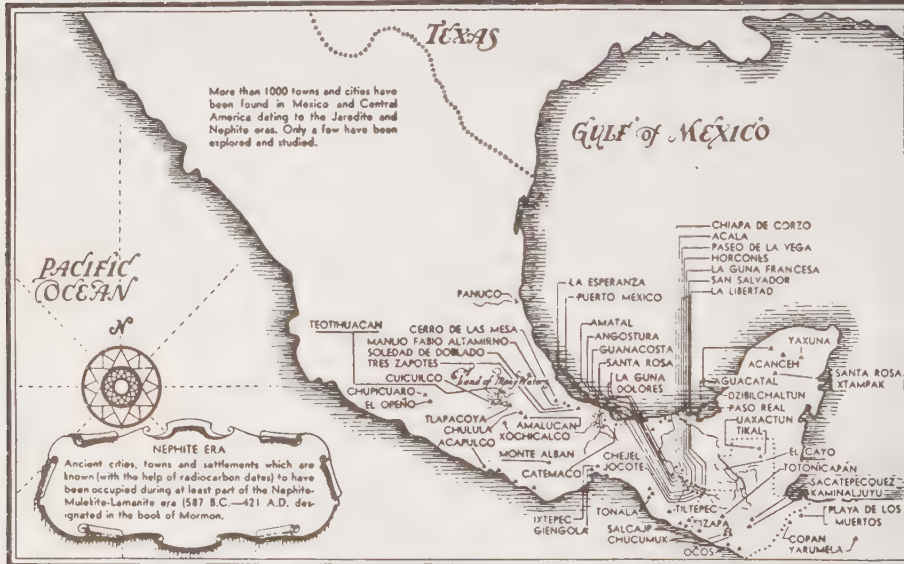 TEXAS
More than 1000 towns and cities have
been found in Mexico and Central
America dating to the Jaredite and
Nephite eras. Only a few have been
explored and studied.
GULF of MEXICO
PACIFIC
OCEAN
N
CHIAPA DE CORZO
ACALA
PASEO DE LA VEGA
HORCONES
LA GUNA FRANCESA
SAN SALVADOR
LA LIBERTAD
LA ESPERANZA
PUERTO MEXICO
PANUCO
AMATAL
ANGOSTURA
GUANACOSTA
SANTA ROSA
LA GUNA
DOLORES
TEOTIHUACAN
CERRO DE LAS MESA
MANLIO FABIO ALTAMIRNO
SOLEDAD DE DOBLADO
TRES ZAPOTES
CUICUILCO
Land of Many Waters
CHUPICUARO
EL OPEÑO
TLAPACOYA
CHULULA
ACAPULCO
AMALUCAN
XOCHICALCO
MONTE ALBAN
CATEMACO
CHEJEL
JOCOTE
IXTEPEC
GIENGOLA
TONALA
SALCAJP
CHUCUMUK
OCOS
TILTEPEC
IZAPA
YAXUNA
ACANCEH
SANTA ROSA
XTAMPAK
AGUACATAL
DZIBILCHALTUN
PASO REAL
UAXACTUN
TIKAL
EL CAYO
TOTONICAPÁN
SACATEPECQUEZ
XAMINALJUYU
PLAYA DE LOS
MUERTOS
COPAN
YARUMELA
NEPHITE ERA
Ancient cities, towns and settlements which are
known (with the help of radiocarbon dates) to have
been occupied during at least part of the Nephite-
Mulekite-Lamanite era (587 B.C.—421 A.D. des-
ignated in the book of Mormon.